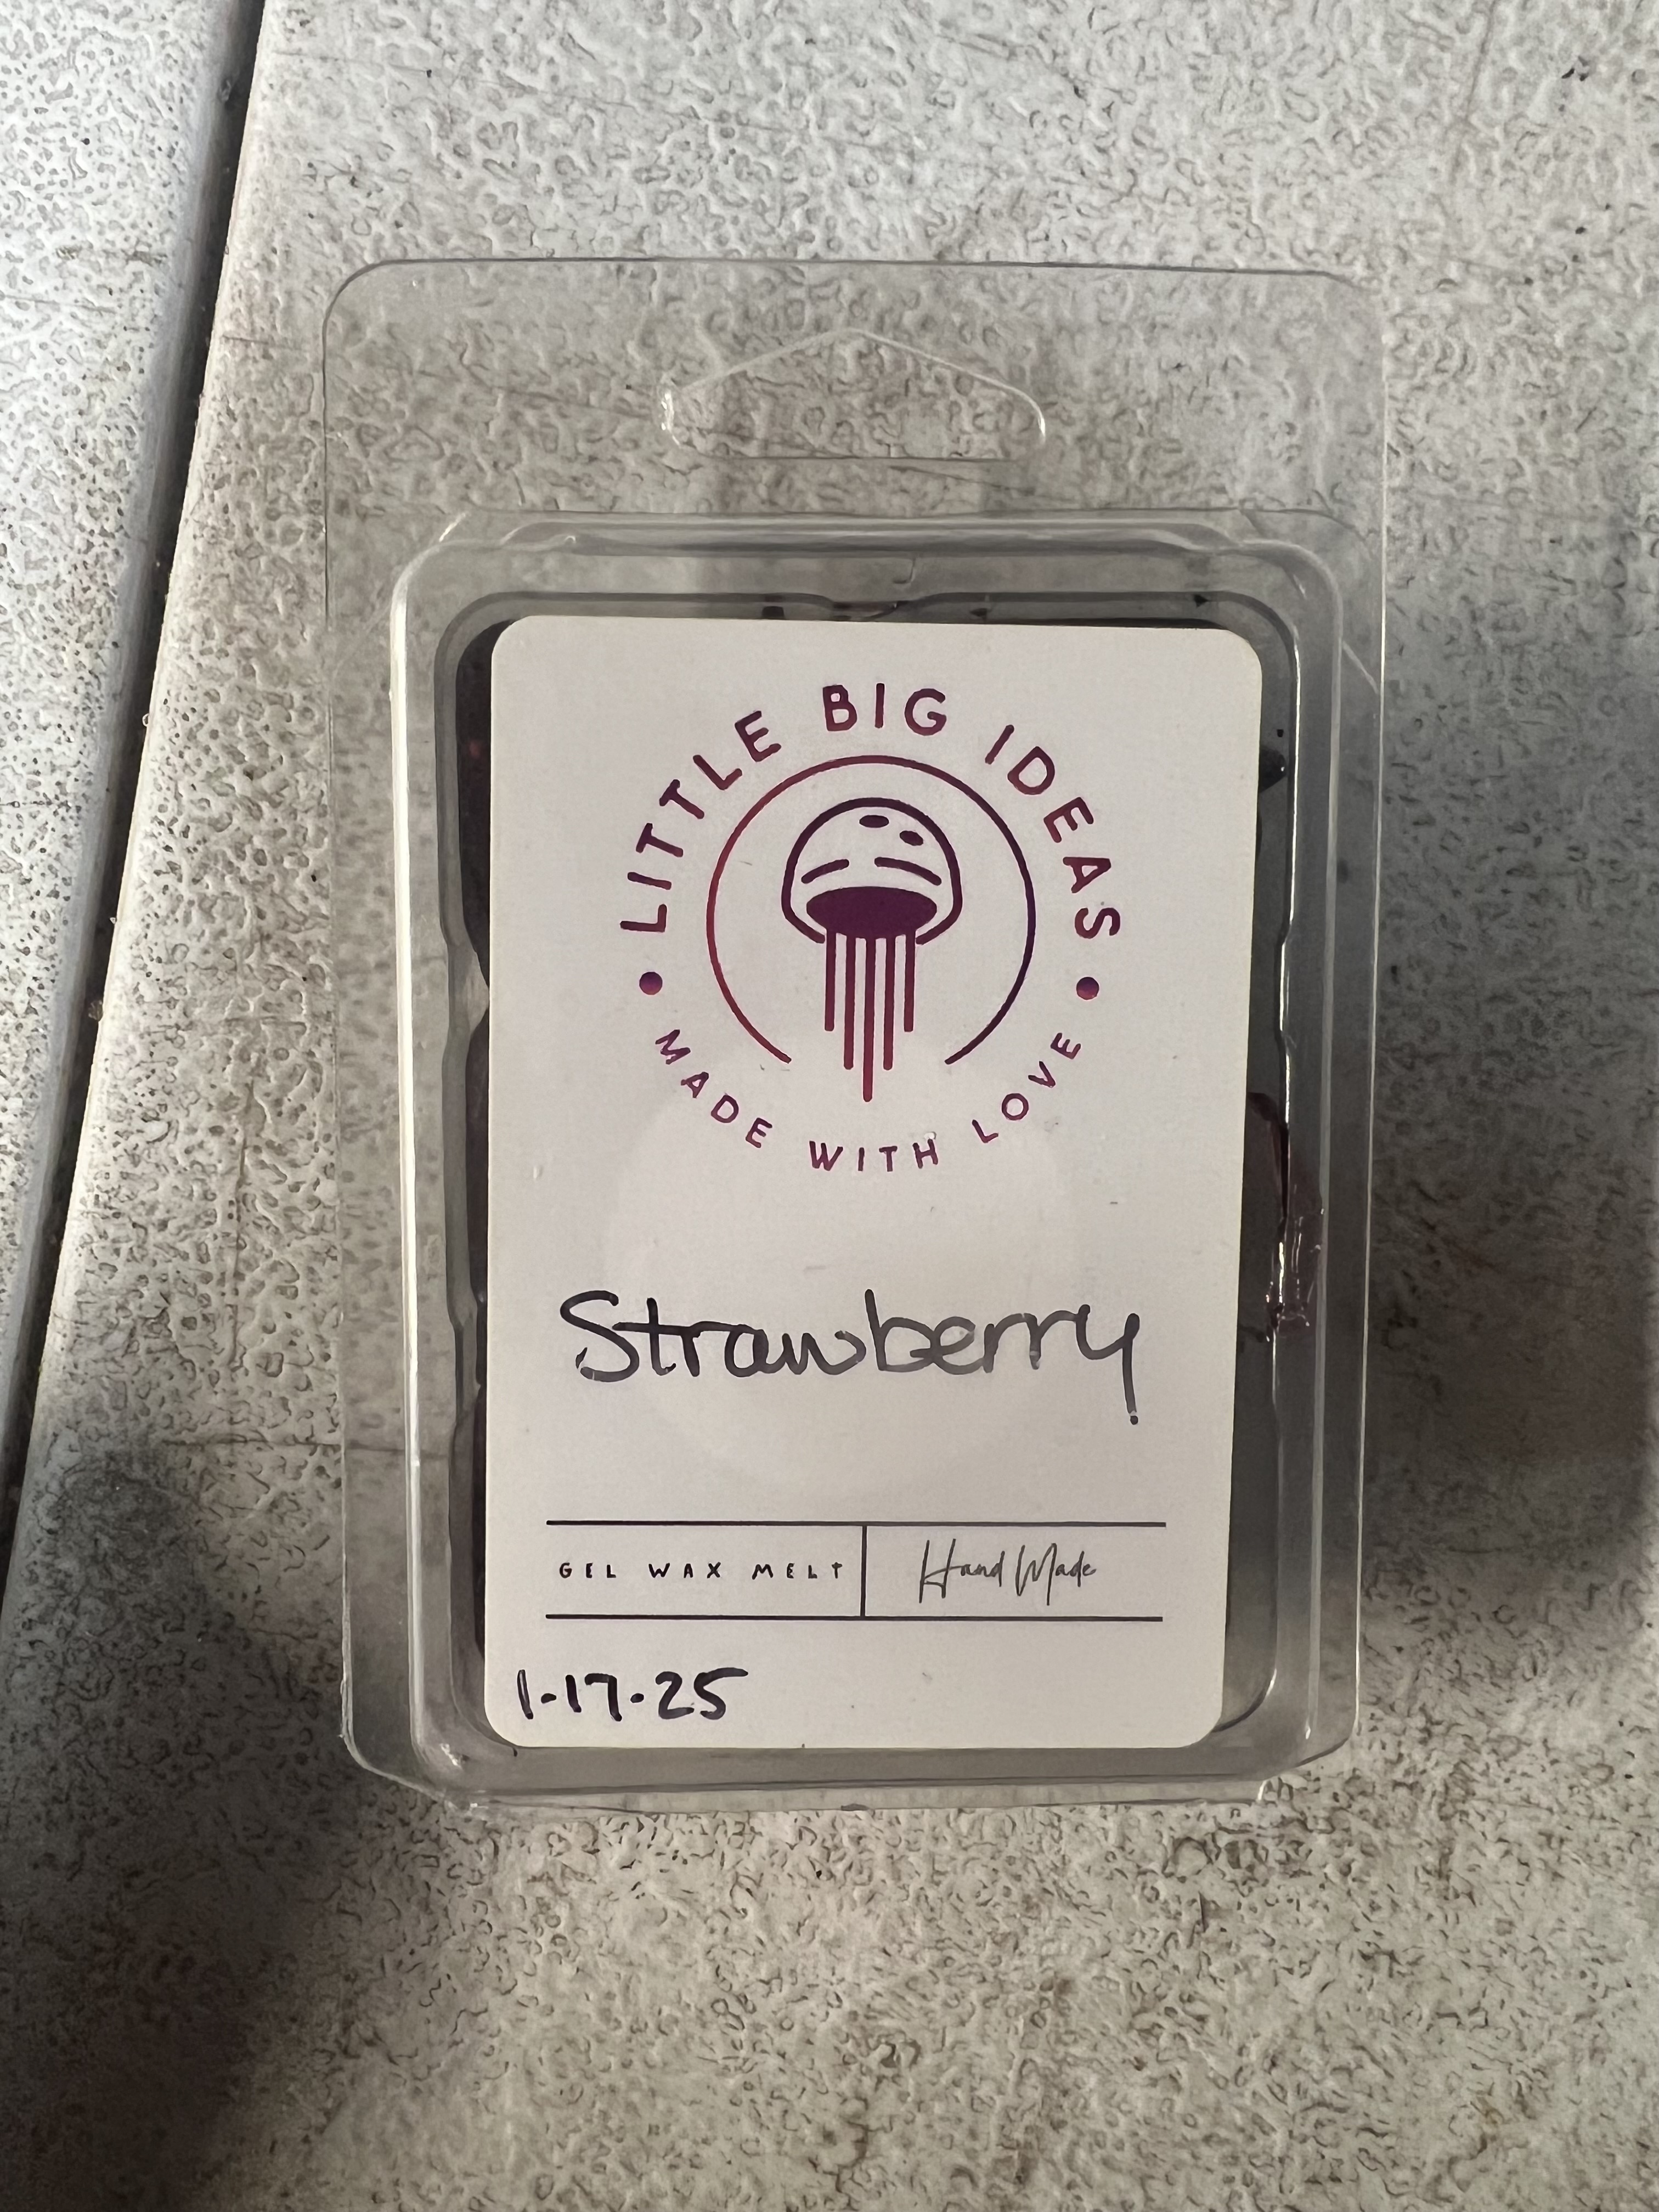 LITTLE BIG IDEAS
MADE WITH LOVE
Strawberry
GEL WAX MELT
Hand Made
1-17-25